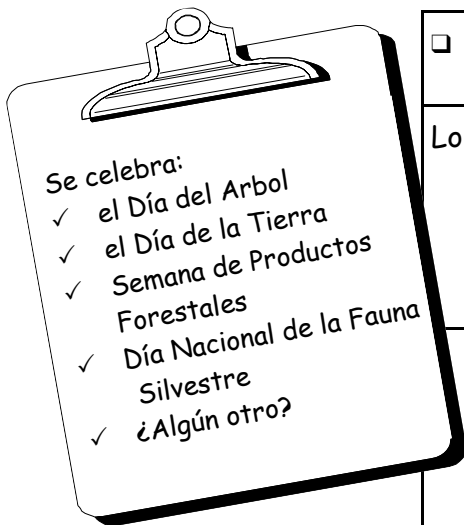 Se celebra:
✓ el Día del Arbol
✓ el Día de la Tierra
✓ Semana de Productos
Forestales
✓ Día Nacional de la Fauna
Silvestre
✓ ¿Algún otro?
❑
Lo